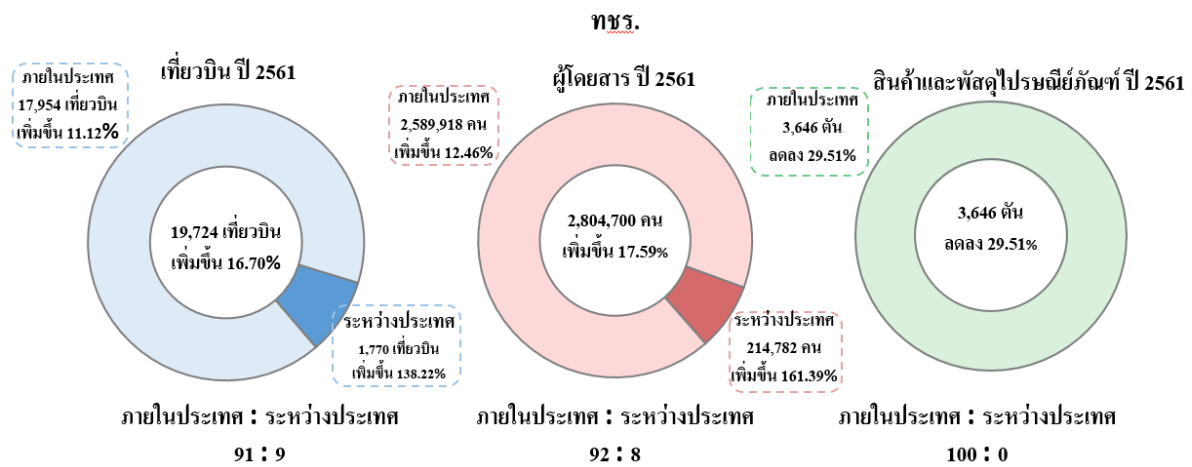 ทชร.
เที่ยวบิน ปี 2561
ภายในประเทศ
17,954 เที่ยวบิน
เพิ่มขึ้น 11.12%
19,724 เที่ยวบิน
เพิ่มขึ้น 16.70%
ระหว่างประเทศ
1,770 เที่ยวบิน
เพิ่มขึ้น 138.22%
ภายในประเทศ : ระหว่างประเทศ
91 : 9
ผู้โดยสาร ปี 2561
ภายในประเทศ
2,589,918 คน
เพิ่มขึ้น 12.46%
2,804,700 คน
เพิ่มขึ้น 17.59%
ระหว่างประเทศ
214,782 คน
เพิ่มขึ้น 161.39%
ภายในประเทศ : ระหว่างประเทศ
92 : 8
สินค้าและพัสดุไปรษณีย์ภัณฑ์ ปี 2561
ภายในประเทศ
3,646 ตัน
ลดลง 29.51%
3,646 ตัน
ลดลง 29.51%
ภายในประเทศ : ระหว่างประเทศ
100 : 0